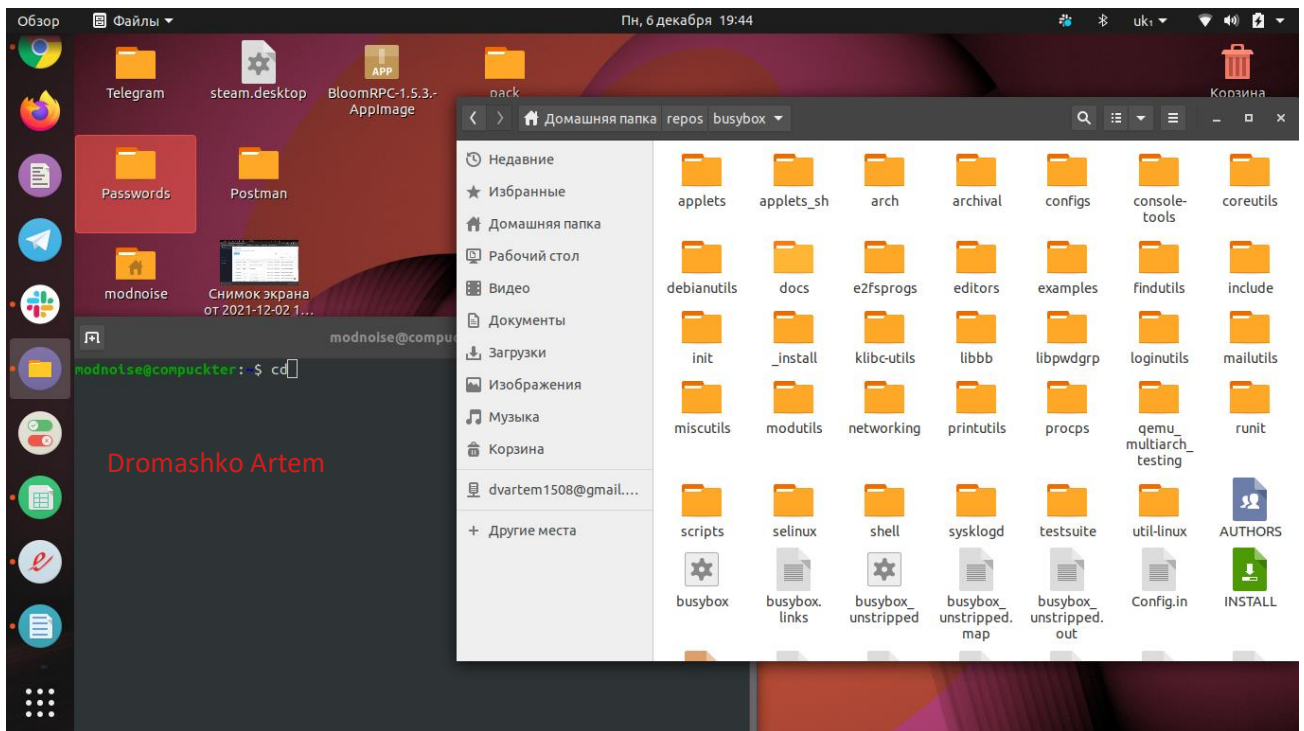 Обзор Файлы Пн, 6 декабря 19:44 uk₁
Telegram steam.desktop BloomRPC-1.5.3.- pack Корзина
APP
AppImage
Passwords Postman
modnoise Снимок экрана
от 2021-12-02 1...
Домашняя папка repos busybox
Недавние
Избранные
Домашняя папка
Рабочий стол
Видео
Документы
Загрузки
Изображения
Музыка
Корзина
dvartem1508@gmail....
+ Другие места
applets applets_sh arch archival configs console- coreutils
tools
debianutils docs e2fsprogs editors examples findutils include
init _install klibc-utils libbb libpwdgrp loginutils mailutils
miscutils modutils networking printutils procps qemu_ runit
multiarch_
testing
scripts selinux shell sysklogd testsuite util-linux AUTHORS
busybox busybox. busybox_ busybox_ busybox_ Config.in INSTALL
links unstripped unstripped. unstripped.
map out
modnoise@compu
modnoise@compuckter:~$ cd
Dromashko Artem